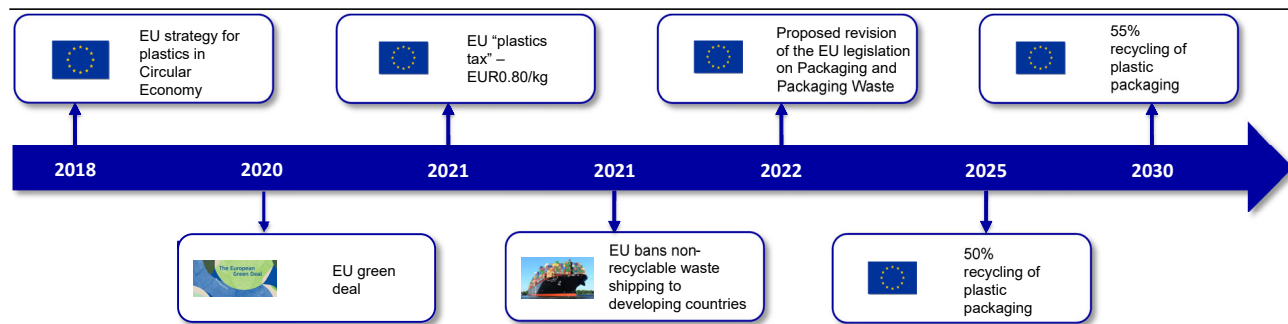 EU strategy for
plastics in
Circular
Economy
EU “plastics
tax” –
EUR0.80/kg
Proposed revision
of the EU legislation
on Packaging and
Packaging Waste
55%
recycling of
plastic
packaging
2018
2020
2021
2021
2022
2025
2030
The European
Green Deal
EU green
deal
EU bans non-
recyclable waste
shipping to
developing countries
50%
recycling of
plastic
packaging